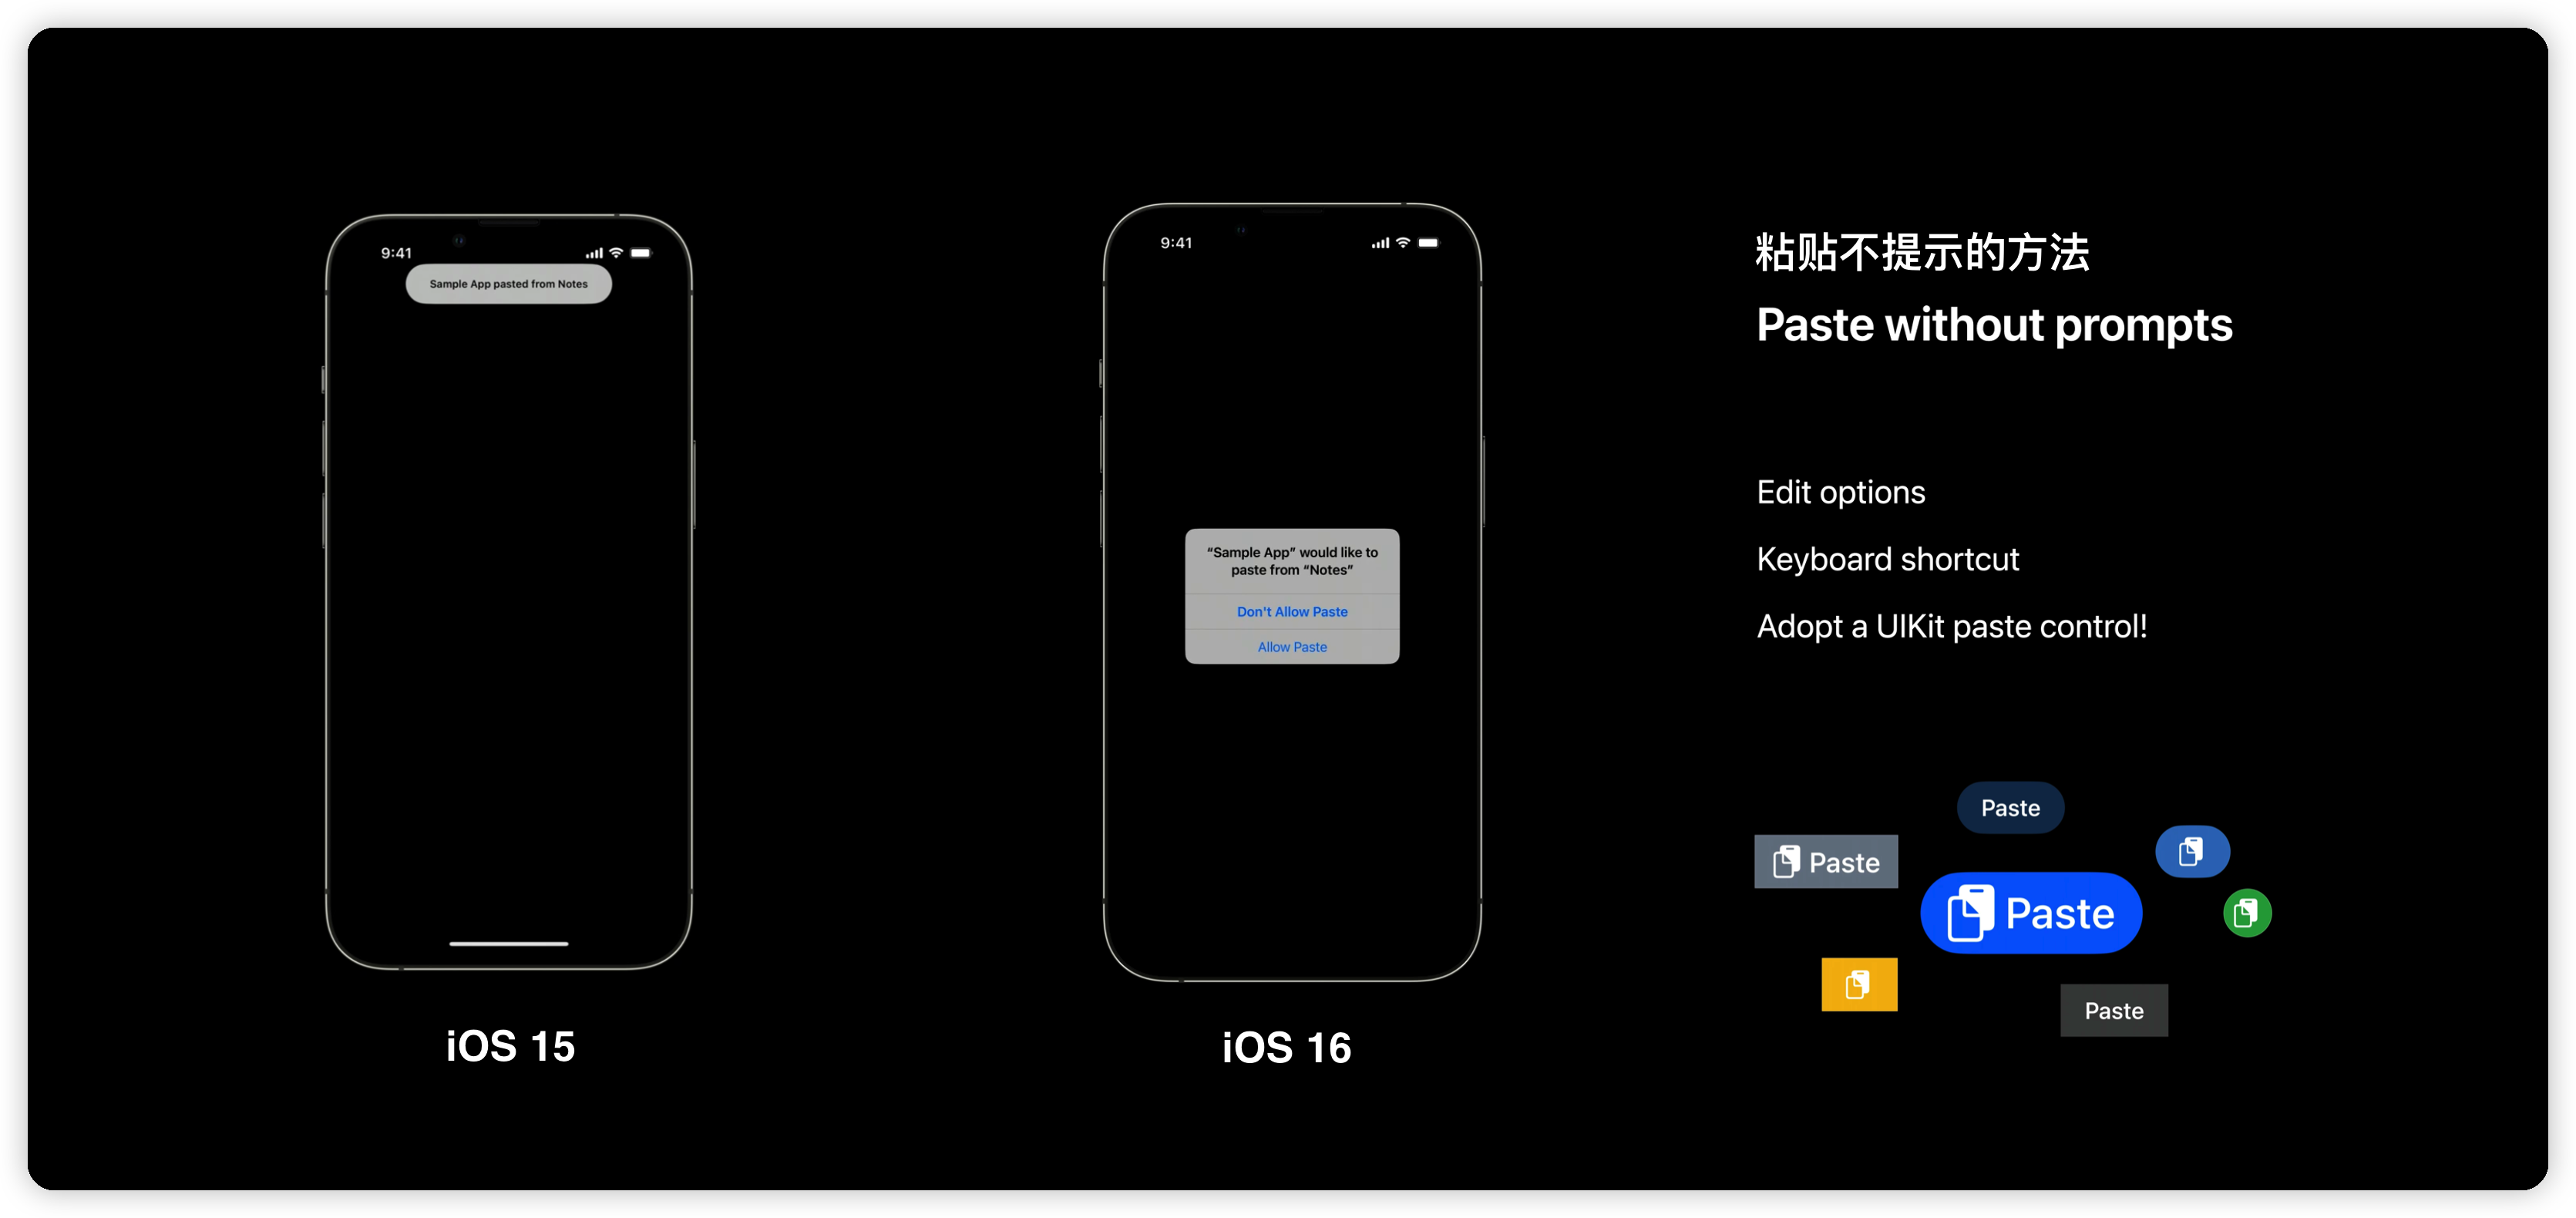 9:41
Sample App pasted from Notes
iOS 15
9:41
“Sample App” would like to
paste from “Notes”
Don't Allow Paste
Allow Paste
iOS 16
粘贴不提示的方法
Paste without prompts
Edit options
Keyboard shortcut
Adopt a UIKit paste control!
Paste
Paste
Paste
Paste